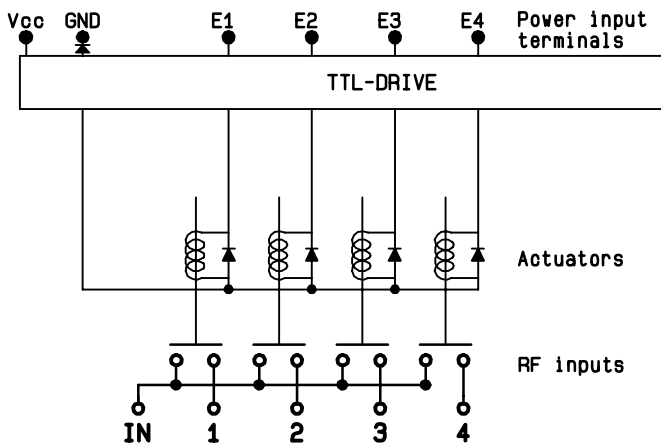 Vcc GND E1 E2 E3 E4 Power input
terminals
TTL-DRIVE
Actuators
RF inputs
IN 1 2 3 4